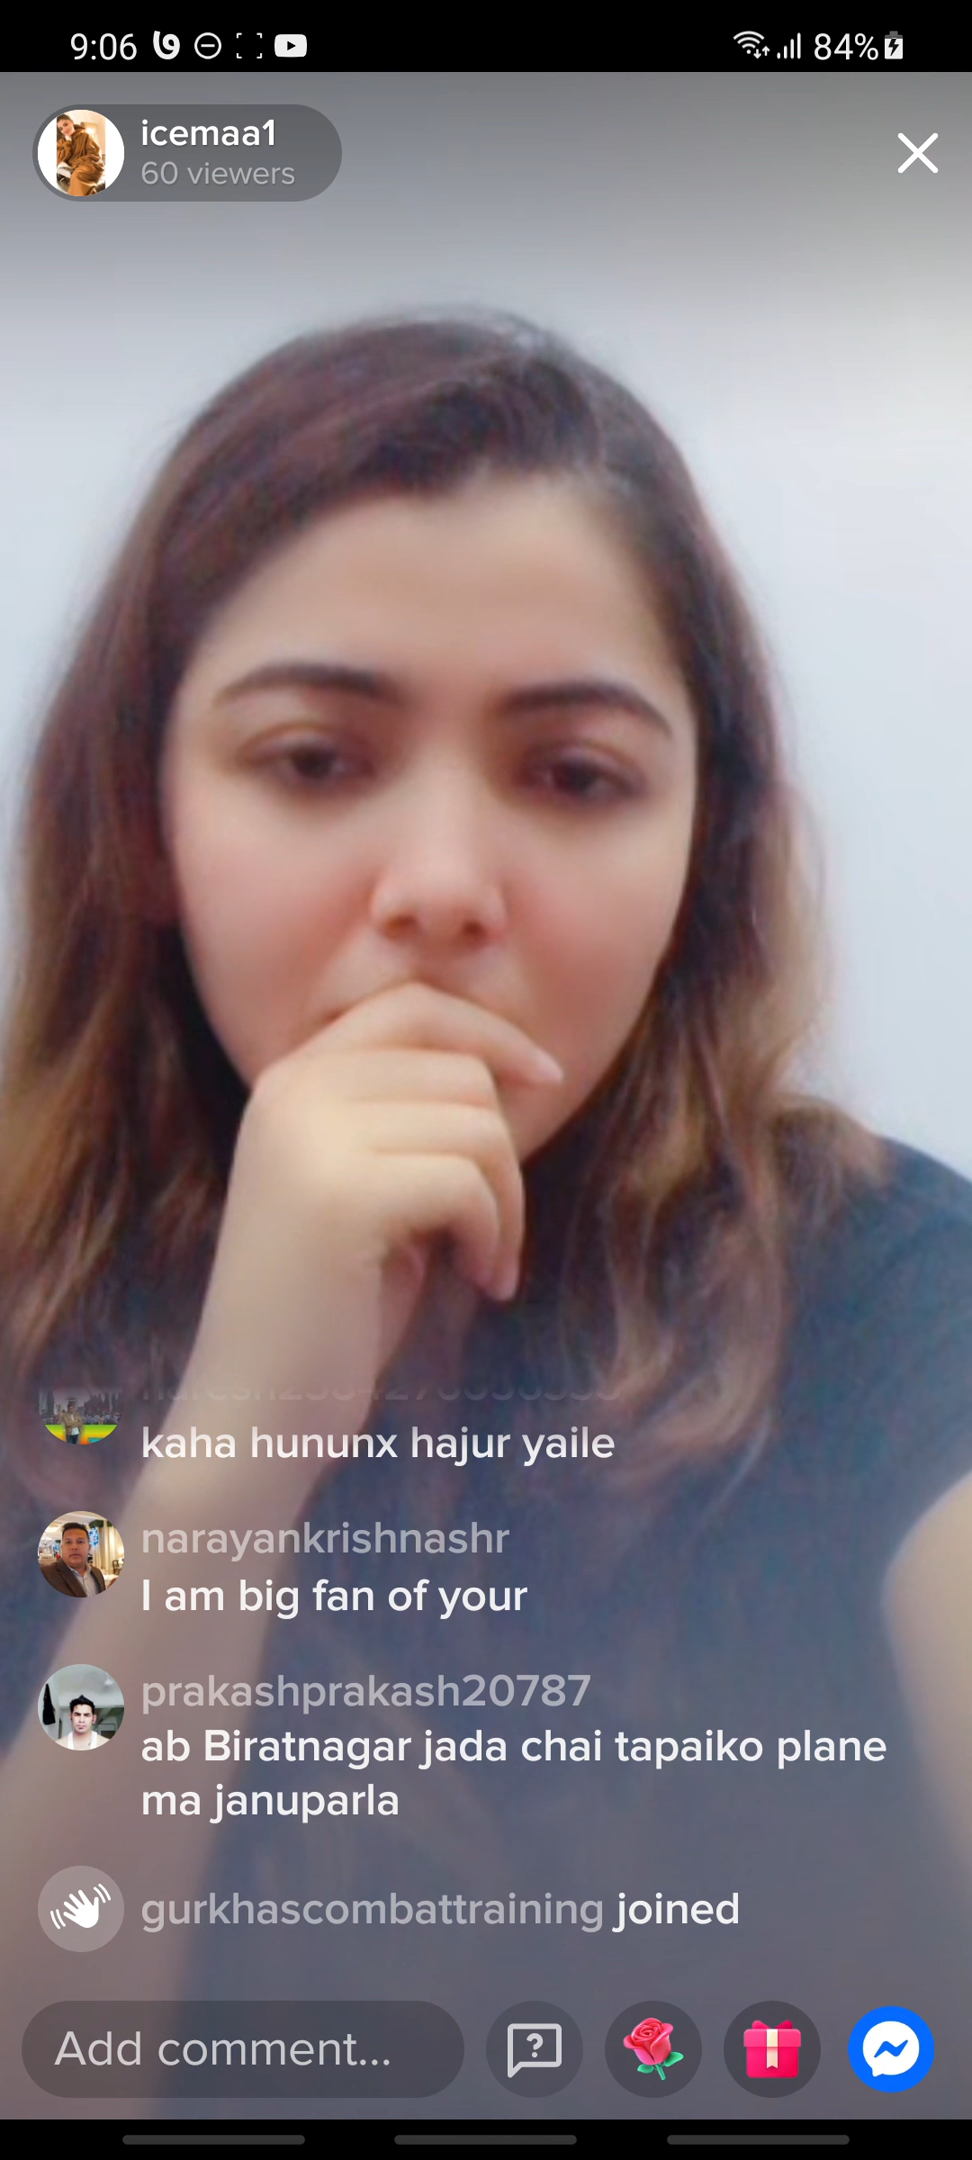 9:06
84%
icemaa1
60 viewers
kaha hununx hajur yaile
narayankrishnashr
I am big fan of your
prakashprakash20787
ab Biratnagar jada chai tapaiko plane
ma januparla
gurkhascombattraining joined
Add comment...